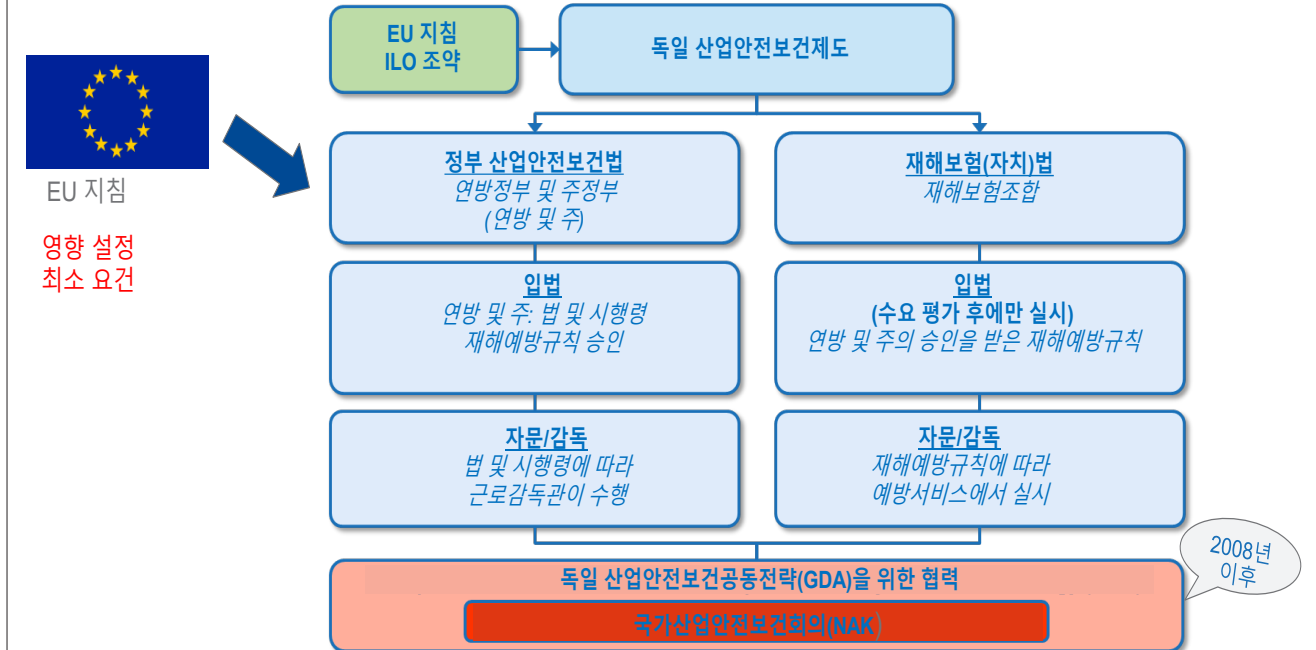 EU 지침
ILO 조약
독일 산업안전보건제도
EU 지침
영향 설정
최소 요건
정부 산업안전보건법
연방정부 및 주정부
(연방 및 주)
재해보험(자치)법
재해보험조합
입법
연방 및 주: 법 및 시행령
재해예방규칙 승인
입법
(수요 평가 후에만 실시)
연방 및 주의 승인을 받은 재해예방규칙
자문/감독
법 및 시행령에 따라
근로감독관이 수행
자문/감독
재해예방규칙에 따라
예방서비스에서 실시
2008년
이후
독일 산업안전보건공동전략(GDA)을 위한 협력
국가산업안전보건회의(NAK)